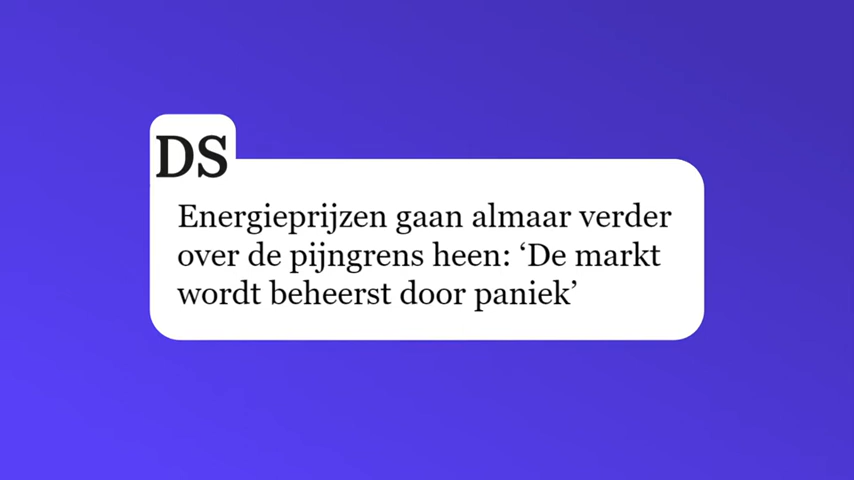 DS
Energieprijzen gaan almaar verder
over de pijngrens heen: ‘De markt
wordt beheerst door paniek’